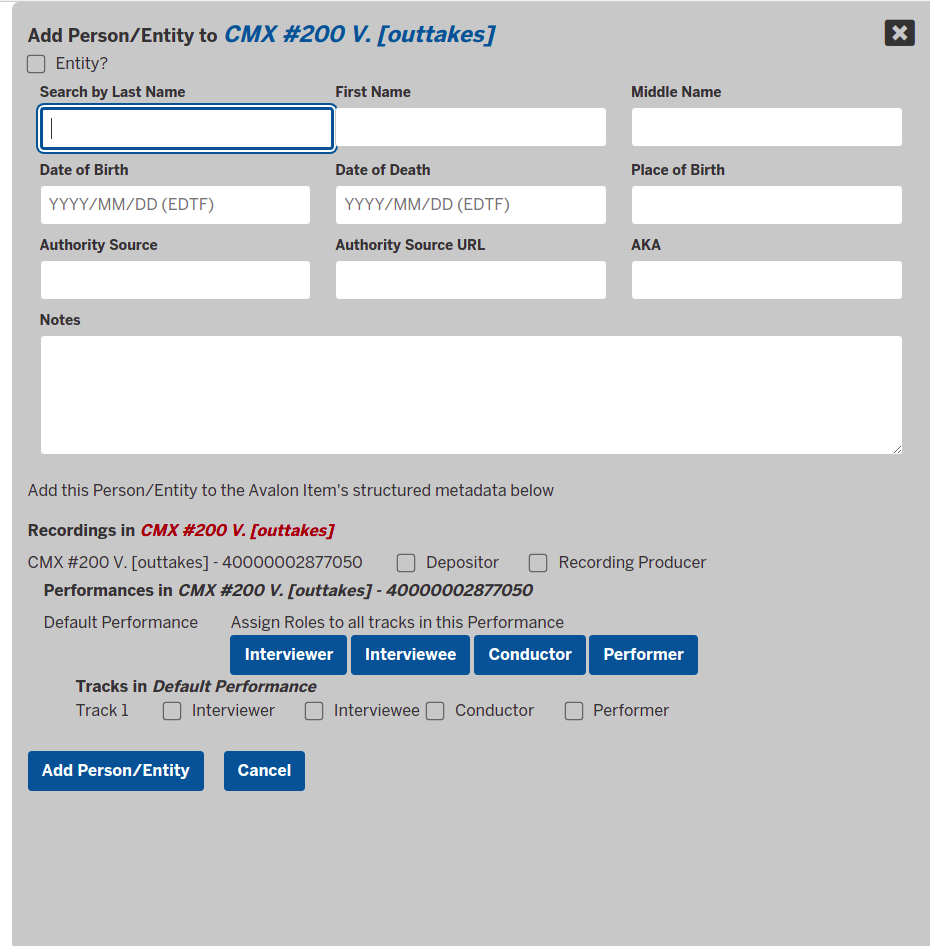 Add Person/Entity to CMX #200 V. [outtakes]
Entity?
Search by Last Name First Name Middle Name
Date of Birth Date of Death Place of Birth
YYYY/MM/DD (EDTF) YYYY/MM/DD (EDTF)
Authority Source Authority Source URL AKA
Notes
Add this Person/Entity to the Avalon Item's structured metadata below
Recordings in CMX #200 V. [outtakes]
CMX #200 V. [outtakes] - 40000002877050 Depositor Recording Producer
Performances in CMX #200 V. [outtakes] - 40000002877050
Default Performance Assign Roles to all tracks in this Performance
Interviewer Interviewee Conductor Performer
Tracks in Default Performance
Track 1 Interviewer Interviewee Conductor Performer
Add Person/Entity Cancel